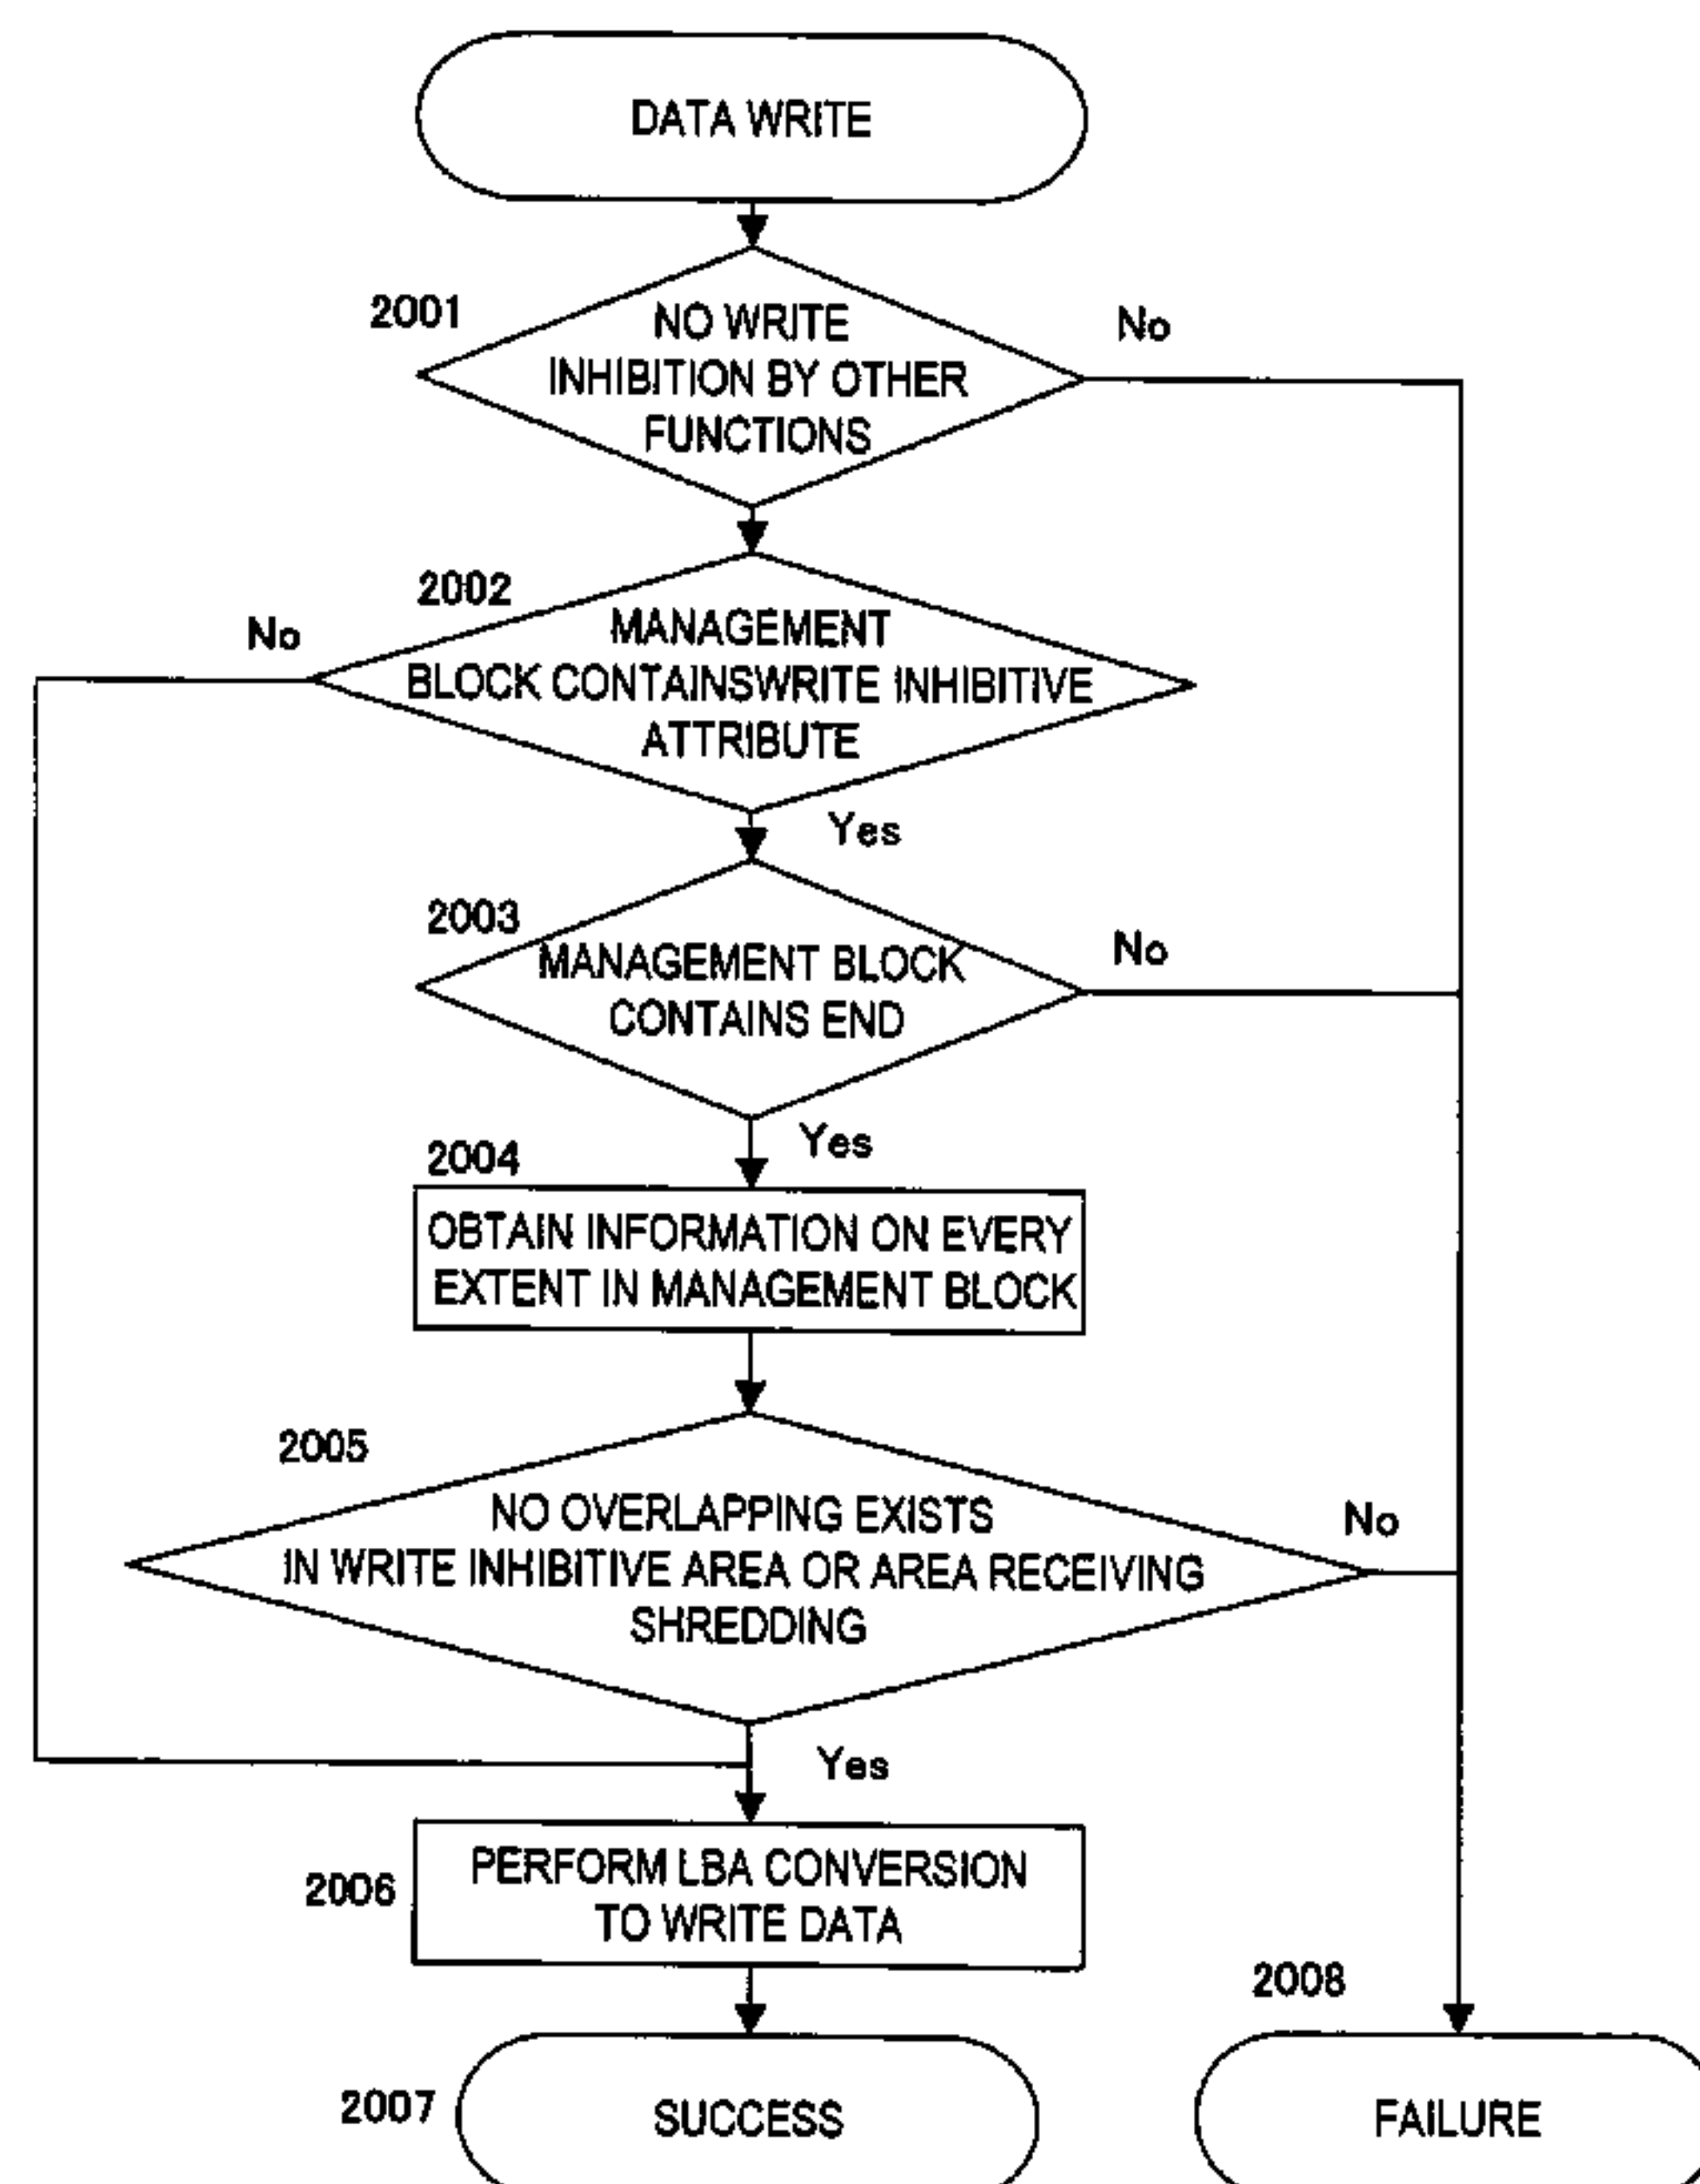 DATA WRITE
2001
NO WRITE
INHIBITION BY OTHER
FUNCTIONS
No
2002
No
MANAGEMENT
BLOCK CONTAINSWRITE INHIBITIVE
ATTRIBUTE
Yes
2003
MANAGEMENT BLOCK
CONTAINS END
No
Yes
2004
OBTAIN INFORMATION ON EVERY
EXTENT IN MANAGEMENT BLOCK
2005
NO OVERLAPPING EXISTS
IN WRITE INHIBITIVE AREA OR AREA RECEIVING
SHREDDING
No
Yes
2006
PERFORM LBA CONVERSION
TO WRITE DATA
2007
SUCCESS
2008
FAILURE